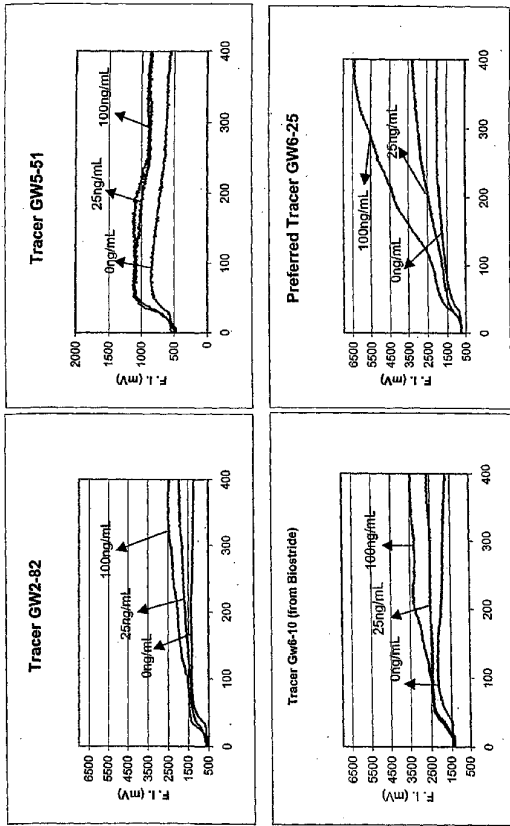 Tracer GW2-82
F. I. (mV)
6500
5500
4500
3500
2500
1500
500
100ng/mL
25ng/mL
0ng/mL
0 100 200 300 400
Tracer GW5-51
F. I. (mV)
2000
1500
1000
500
0
0ng/mL
25ng/mL
100ng/mL
0 100 200 300 400
Tracer Gw6-10 (from Biostride)
F. I. (mV)
6500
5500
4500
3500
2500
1500
500
100ng/mL
25ng/mL
0ng/mL
0 100 200 300 400
Preferred Tracer GW6-25
F. I. (mV)
6500
5500
4500
3500
2500
1500
500
100ng/mL
25ng/mL
0ng/mL
0 100 200 300 400